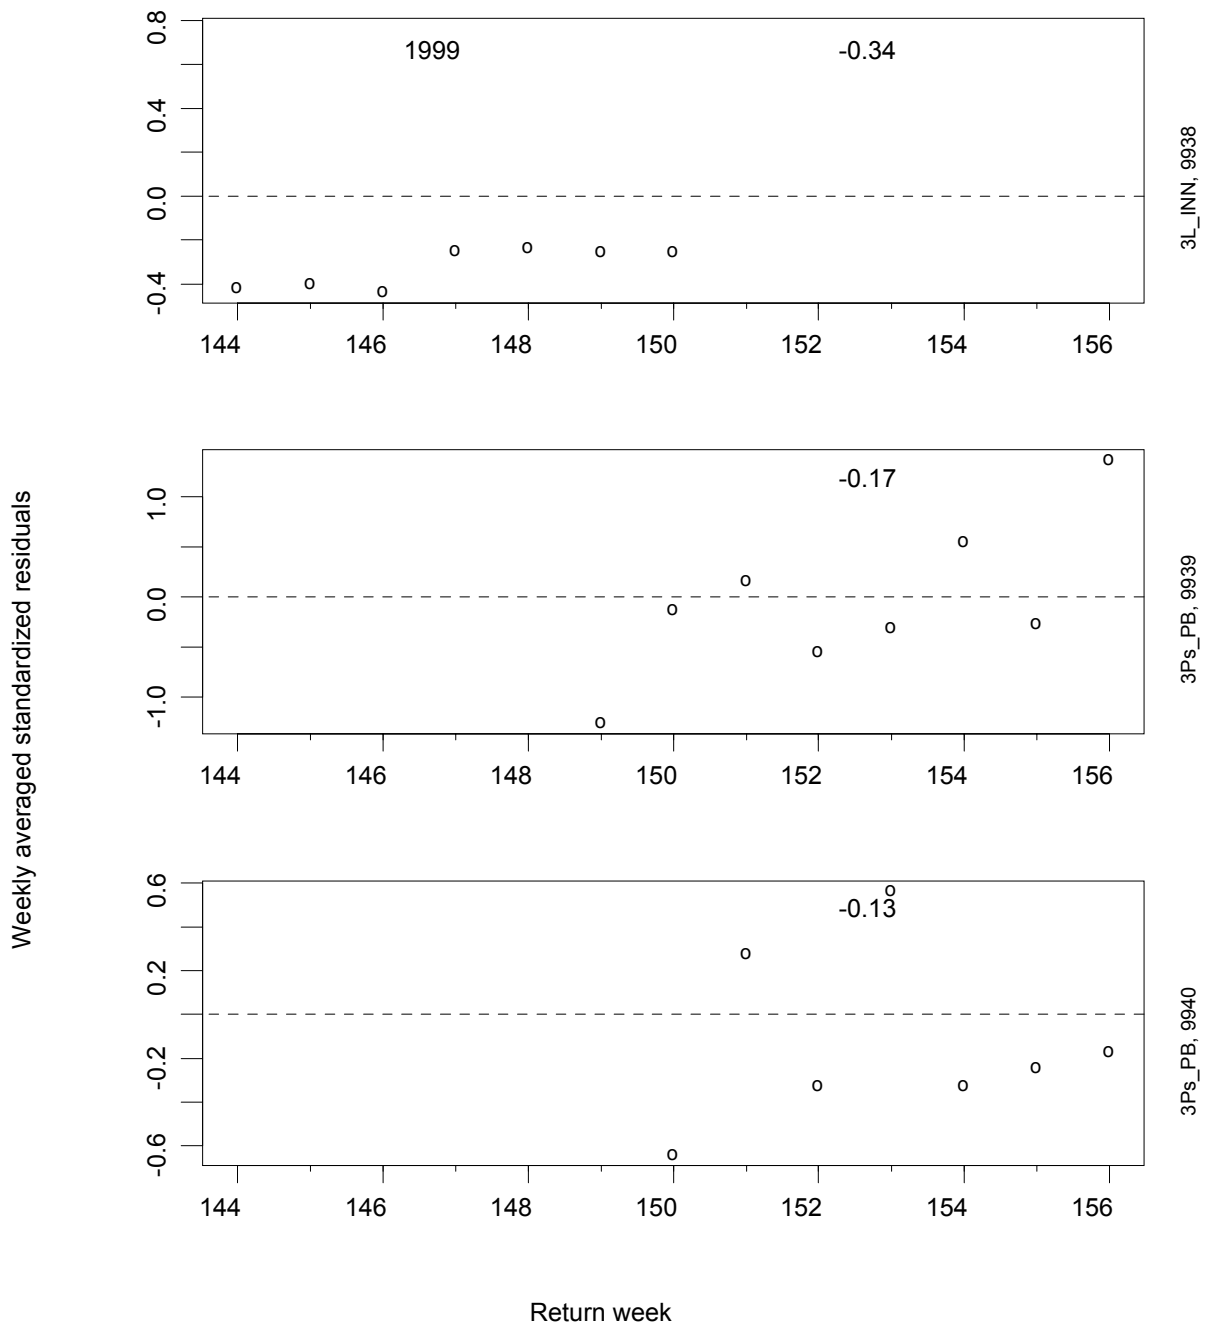 Weekly averaged standardized residuals
0.8
0.4
0.0
-0.4
1999
-0.34
3L_INN, 9938
144 146 148 150 152 154 156
1.0
0.0
-1.0
-0.17
3Ps_PB, 9939
144 146 148 150 152 154 156
0.6
0.2
-0.2
-0.6
-0.13
3Ps_PB, 9940
144 146 148 150 152 154 156
Return week